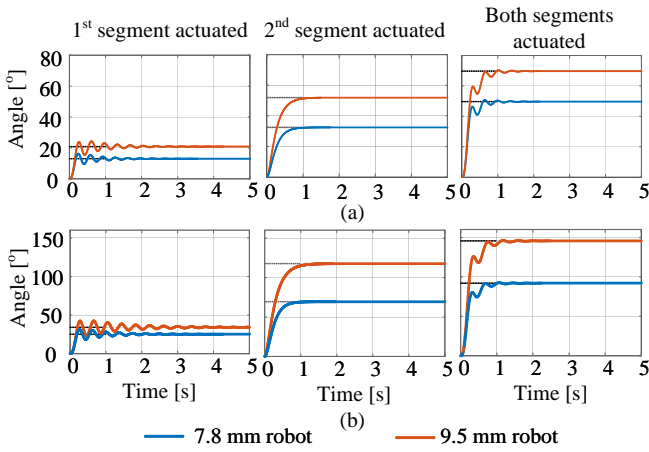 1st segment actuated
2nd segment actuated
Both segments
actuated
Angle [°]
80
60
40
20
0
0 1 2 3 4 5
0 1 2 3 4 5
0 1 2 3 4 5
(a)
Angle [°]
150
100
50
0
0 1 2 3 4 5
0 1 2 3 4 5
0 1 2 3 4 5
Time [s]
Time [s]
Time [s]
(b)
7.8 mm robot
9.5 mm robot